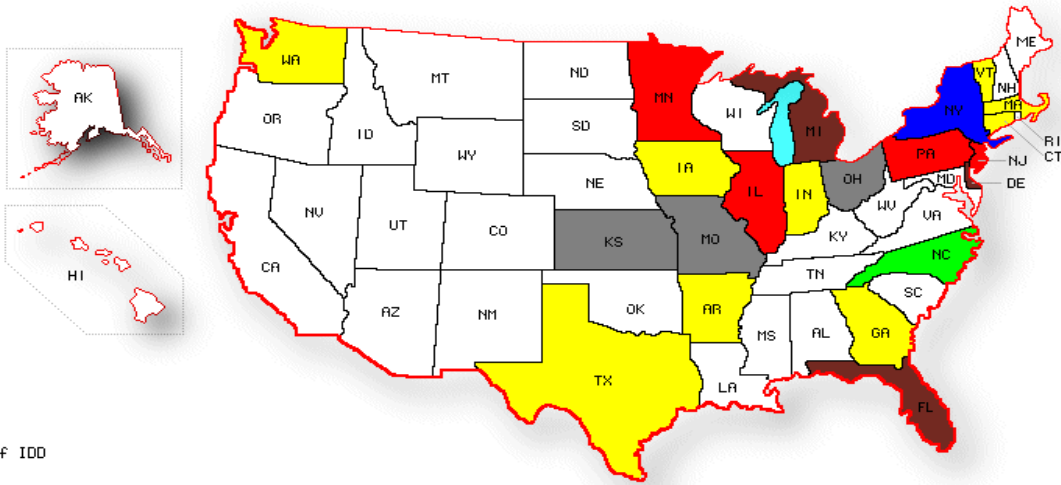 ME
WA
VT
MT
ND
NH
AK
MN
MA
OR
WI
NY
MI
RI
ID
SD
CT
WY
PA
NJ
IA
OH
MD
DE
NE
IL
IN
WV
NV
VA
UT
CO
KS
MO
KY
NC
CA
TN
HI
OK
AR
SC
AZ
NM
MS
AL
GA
TX
LA
FL
f IDD